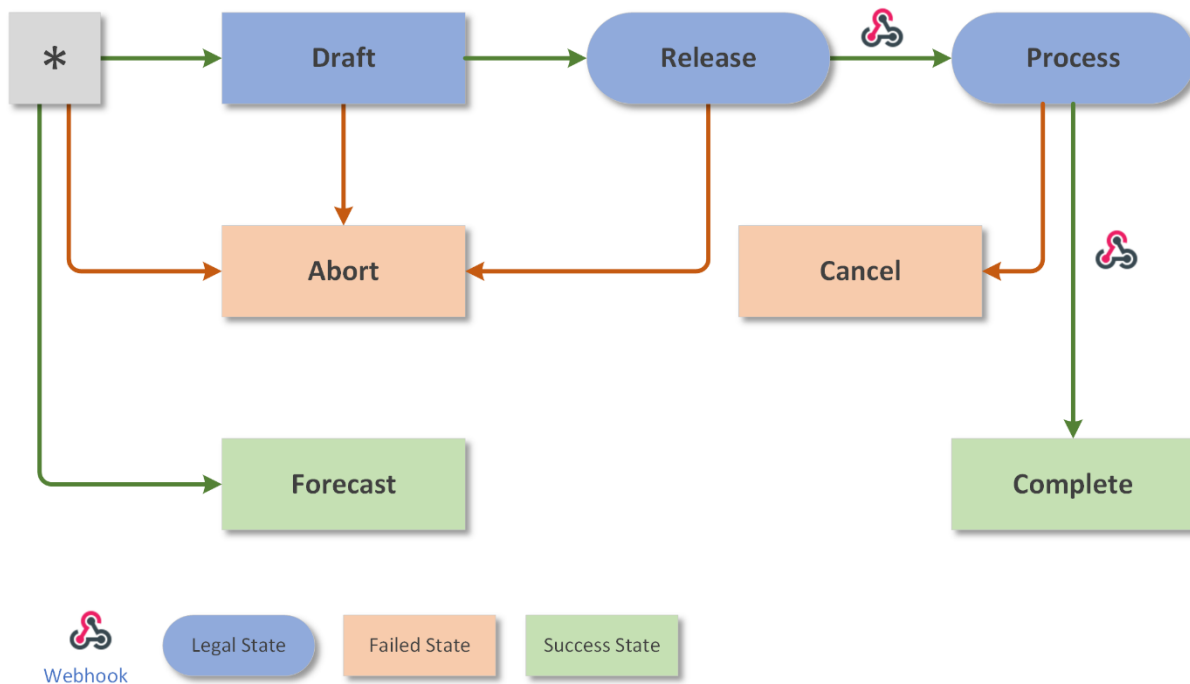 *
Draft
Release
Process
Abort
Cancel
Forecast
Complete
Webhook
Legal State
Failed State
Success State